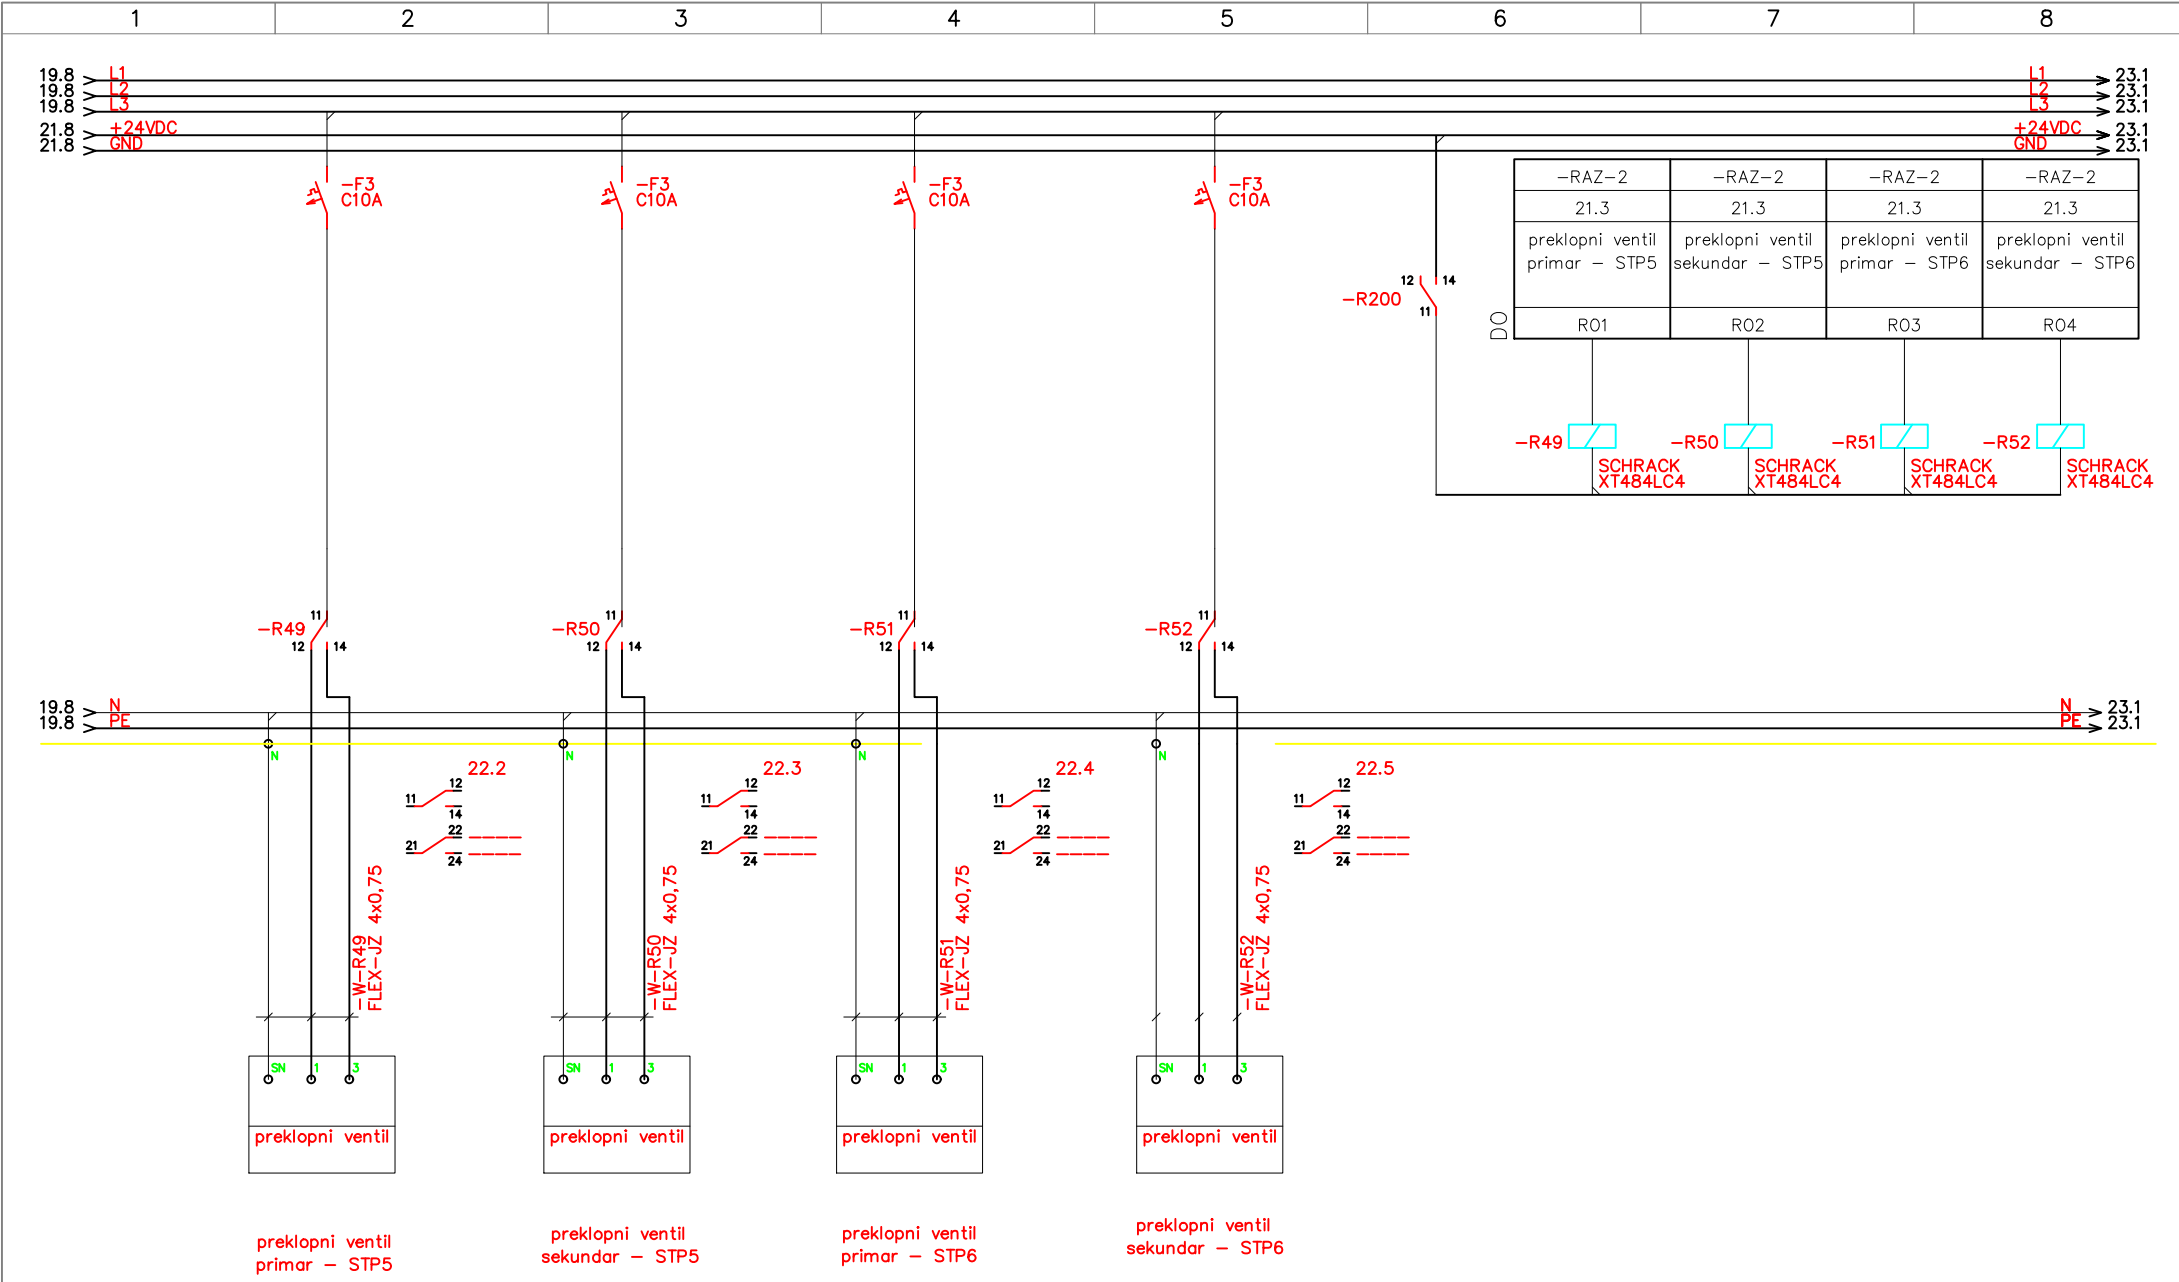 1 2 3 4 5 6 7 8
19.8 L1 L1 23.1
19.8 L2 L2 23.1
19.8 L3 L3 23.1
21.8 +24VDC +24VDC 23.1
21.8 GND GND 23.1
-F3 -F3 -F3 -F3
C10A C10A C10A C10A
-RAZ-2 -RAZ-2 -RAZ-2 -RAZ-2
21.3 21.3 21.3 21.3
preklopni ventil preklopni ventil preklopni ventil preklopni ventil
primar - STP5 sekundar - STP5 primar - STP6 sekundar - STP6
DO RO1 RO2 RO3 RO4
12 14
-R200
11
-R49 -R50 -R51 -R52
SCHRACK SCHRACK SCHRACK SCHRACK
XT484LC4 XT484LC4 XT484LC4 XT484LC4
11 11 11 11
-R49 -R50 -R51 -R52
12 14 12 14 12 14 12 14
19.8 N N 23.1
19.8 PE PE 23.1
N N N N
22.2 22.3 22.4 22.5
12 12 12 12
11 11 11 11
14 14 14 14
22 22 22 22
21 21 21 21
24 24 24 24
-W-R49
FLEX-JZ 4x0,75
-W-R50
FLEX-JZ 4x0,75
-W-R51
FLEX-JZ 4x0,75
-W-R52
FLEX-JZ 4x0,75
SN 1 3 SN 1 3 SN 1 3 SN 1 3
preklopni ventil preklopni ventil preklopni ventil preklopni ventil
preklopni ventil
primar - STP5
preklopni ventil
sekundar - STP5
preklopni ventil
primar - STP6
preklopni ventil
sekundar - STP6